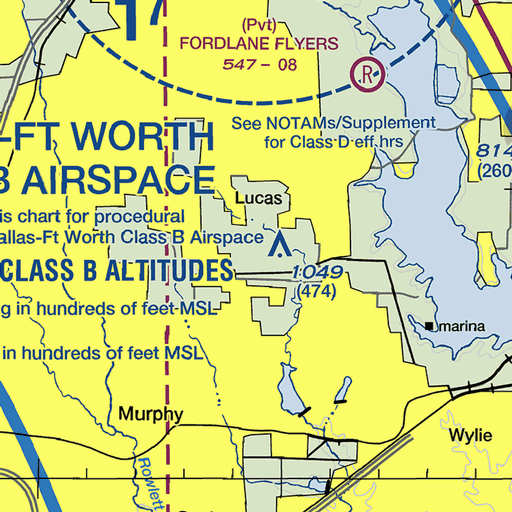 17
(Pvt)
FORDLANE FLYERS
547 - 08
R
See NOTAMs/Supplement
for Class D eff hrs
-FT WORTH
B AIRSPACE
814
(260
Lucas
is chart for procedural
allas-Ft Worth Class B Airspace
CLASS B ALTITUDES
1049
(474)
ng in hundreds of feet MSL
marina
in hundreds of feet MSL
Murphy
Wylie
Rowlett